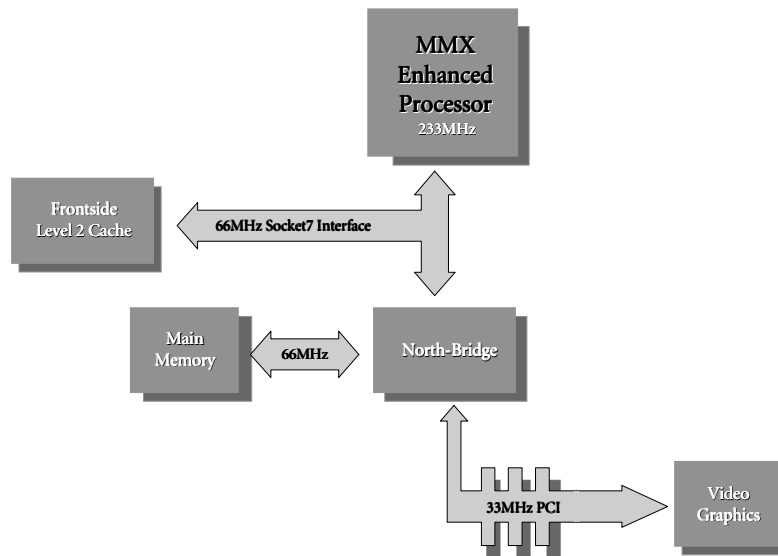 MMX
Enhanced
Processor
233MHz
Frontside
Level 2 Cache
66MHz Socket7 Interface
Main
Memory
66MHz
North-Bridge
33MHz PCI
Video
Graphics